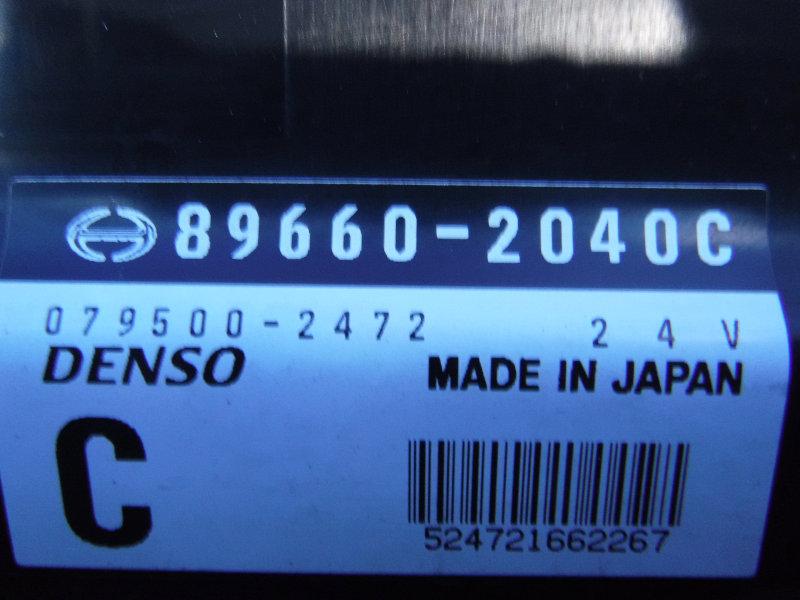 89660-2040C
079500-2472 24V
DENSO MADE IN JAPAN
C
524721662267